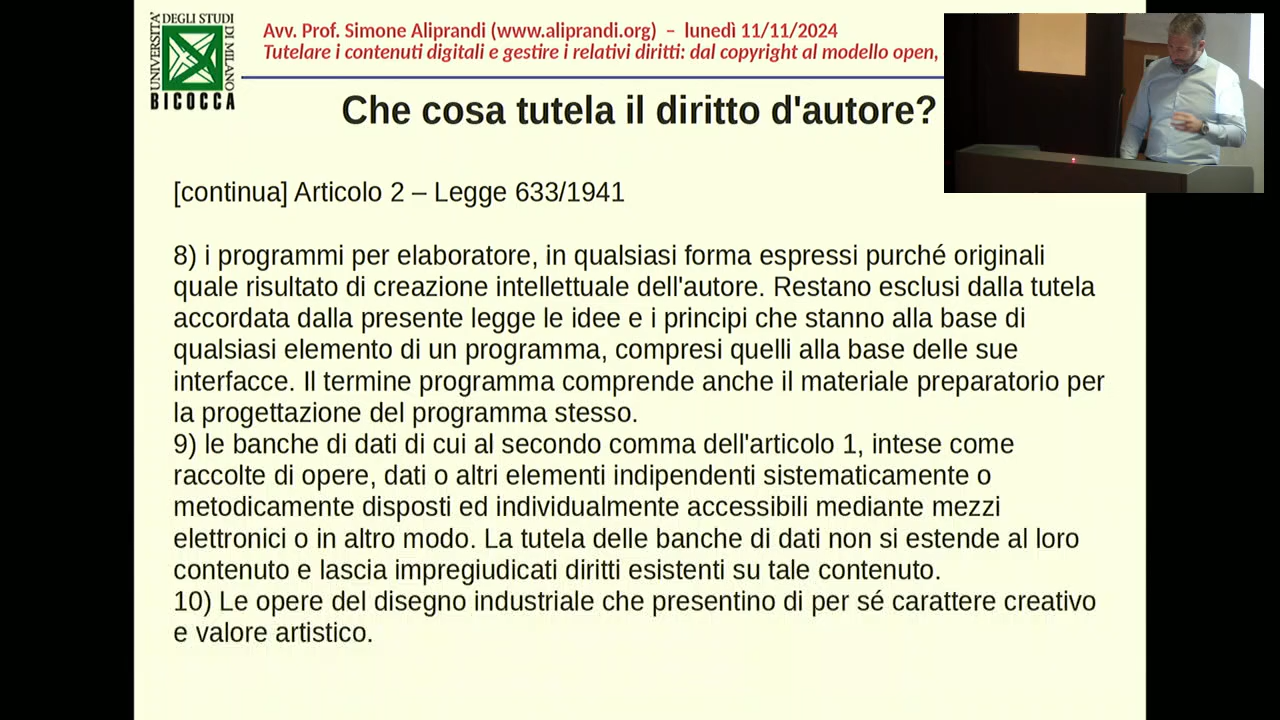 UNIVERSITA' DEGLI STUDI DI MILANO
BICOCCA
Avv. Prof. Simone Aliprandi (www.aliprandi.org) – lunedì 11/11/2024
Tutelare i contenuti digitali e gestire i relativi diritti: dal copyright al modello open,
Che cosa tutela il diritto d'autore?
[continua] Articolo 2 – Legge 633/1941
8) i programmi per elaboratore, in qualsiasi forma espressi purché originali
quale risultato di creazione intellettuale dell'autore. Restano esclusi dalla tutela
accordata dalla presente legge le idee e i principi che stanno alla base di
qualsiasi elemento di un programma, compresi quelli alla base delle sue
interfacce. Il termine programma comprende anche il materiale preparatorio per
la progettazione del programma stesso.
9) le banche di dati di cui al secondo comma dell'articolo 1, intese come
raccolte di opere, dati o altri elementi indipendenti sistematicamente o
metodicamente disposti ed individualmente accessibili mediante mezzi
elettronici o in altro modo. La tutela delle banche di dati non si estende al loro
contenuto e lascia impregiudicati diritti esistenti su tale contenuto.
10) Le opere del disegno industriale che presentino di per sé carattere creativo
e valore artistico.